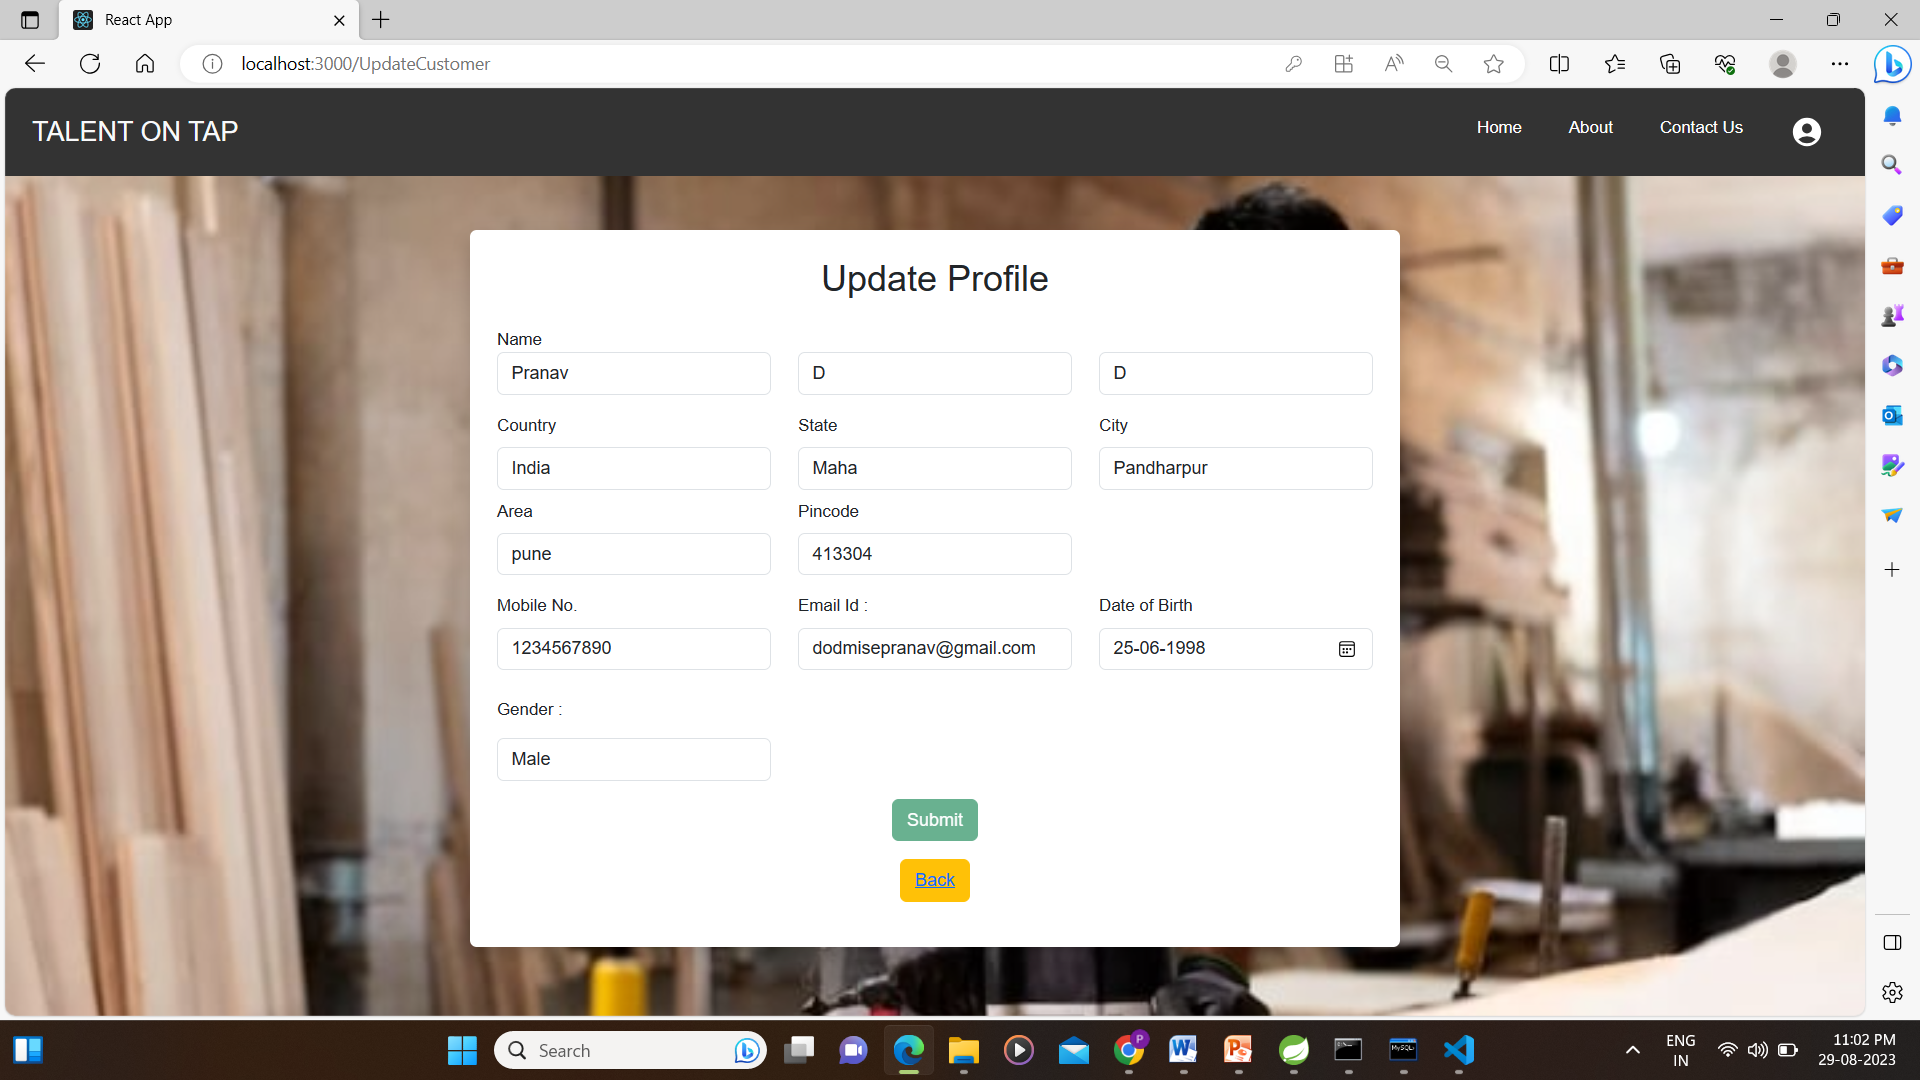 React App
localhost:3000/UpdateCustomer
TALENT ON TAP
Home About Contact Us
Update Profile
Name
Pranav D D
Country State City
India Maha Pandharpur
Area Pincode
pune 413304
Mobile No. Email Id : Date of Birth
1234567890 dodmisepranav@gmail.com 25-06-1998
Gender :
Male
Submit
Back
Search
ENG
IN
11:02 PM
29-08-2023